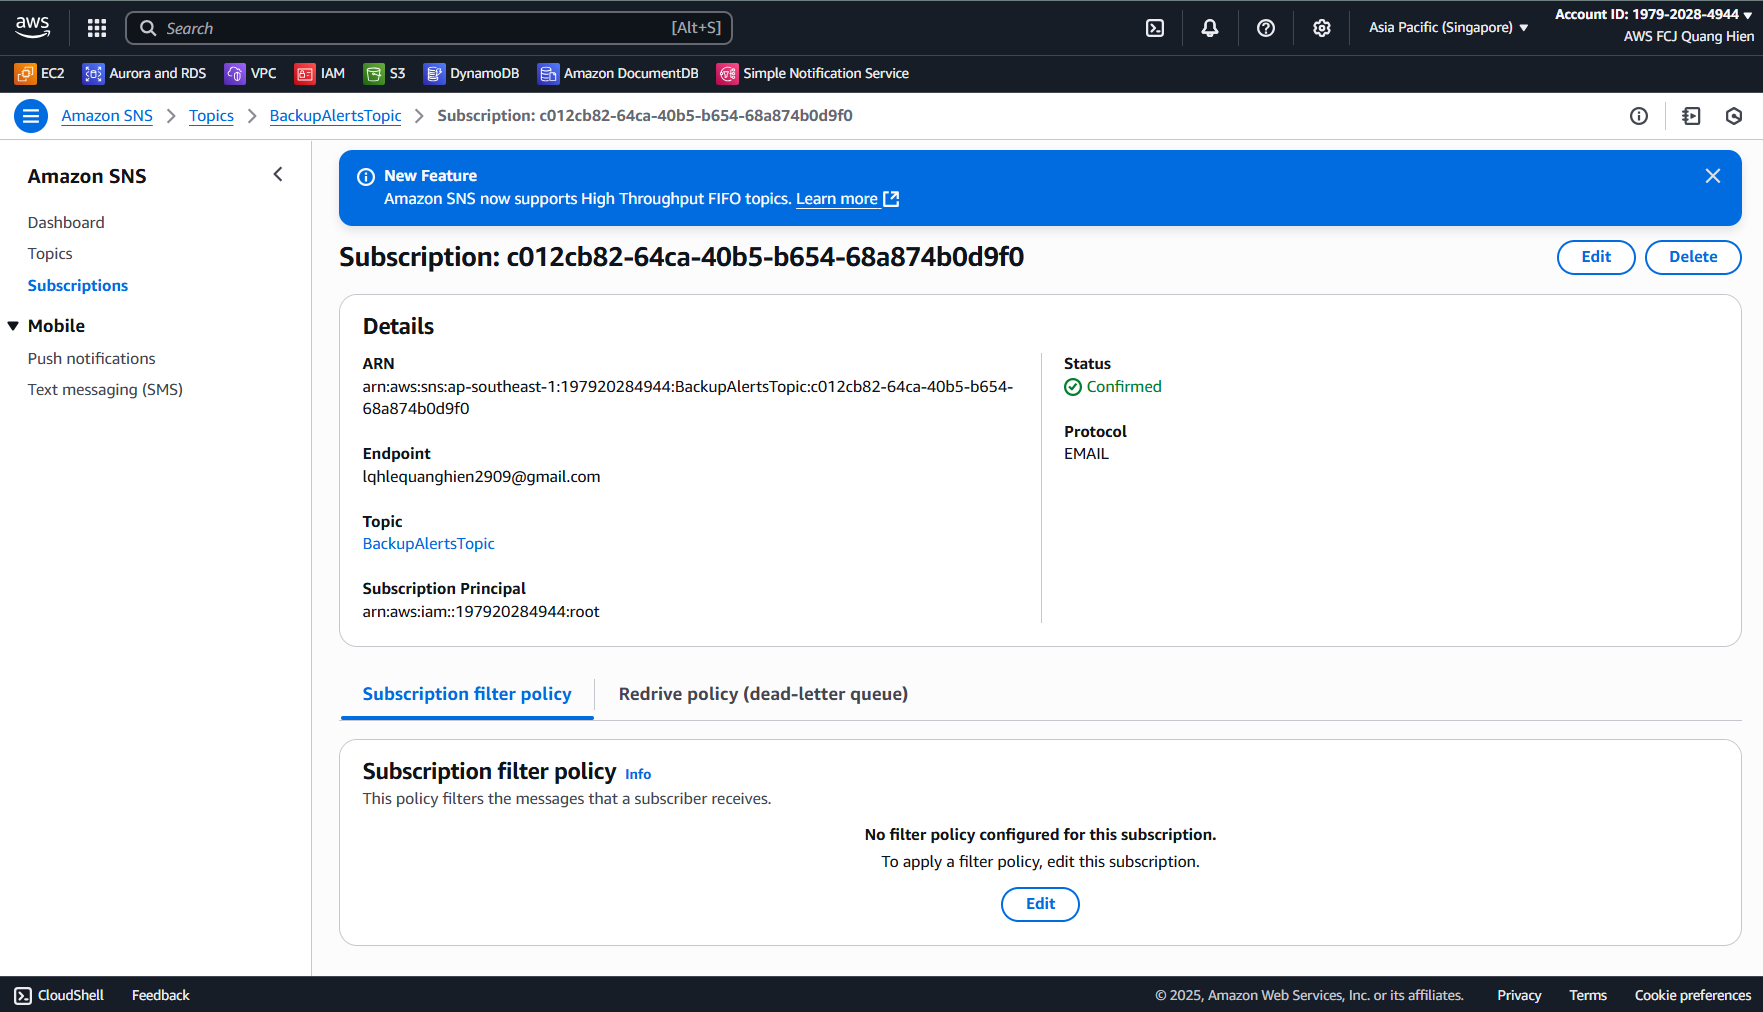 aws
Search [Alt+S]
Asia Pacific (Singapore)
Account ID: 1979-2028-4944
AWS FCJ Quang Hien
EC2 Aurora and RDS VPC IAM S3 DynamoDB Amazon DocumentDB Simple Notification Service
Amazon SNS Topics BackupAlertsTopic Subscription: c012cb82-64ca-40b5-b654-68a874b0d9f0
Amazon SNS
Dashboard
Topics
Subscriptions
Mobile
Push notifications
Text messaging (SMS)
New Feature
Amazon SNS now supports High Throughput FIFO topics. Learn more
Subscription: c012cb82-64ca-40b5-b654-68a874b0d9f0
Edit Delete
Details
ARN
arn:aws:sns:ap-southeast-1:197920284944:BackupAlertsTopic:c012cb82-64ca-40b5-b654-
68a874b0d9f0
Endpoint
lqhlequanghien2909@gmail.com
Topic
BackupAlertsTopic
Subscription Principal
arn:aws:iam::197920284944:root
Status
Confirmed
Protocol
EMAIL
Subscription filter policy Redrive policy (dead-letter queue)
Subscription filter policy Info
This policy filters the messages that a subscriber receives.
No filter policy configured for this subscription.
To apply a filter policy, edit this subscription.
Edit
CloudShell Feedback © 2025, Amazon Web Services, Inc. or its affiliates. Privacy Terms Cookie preferences